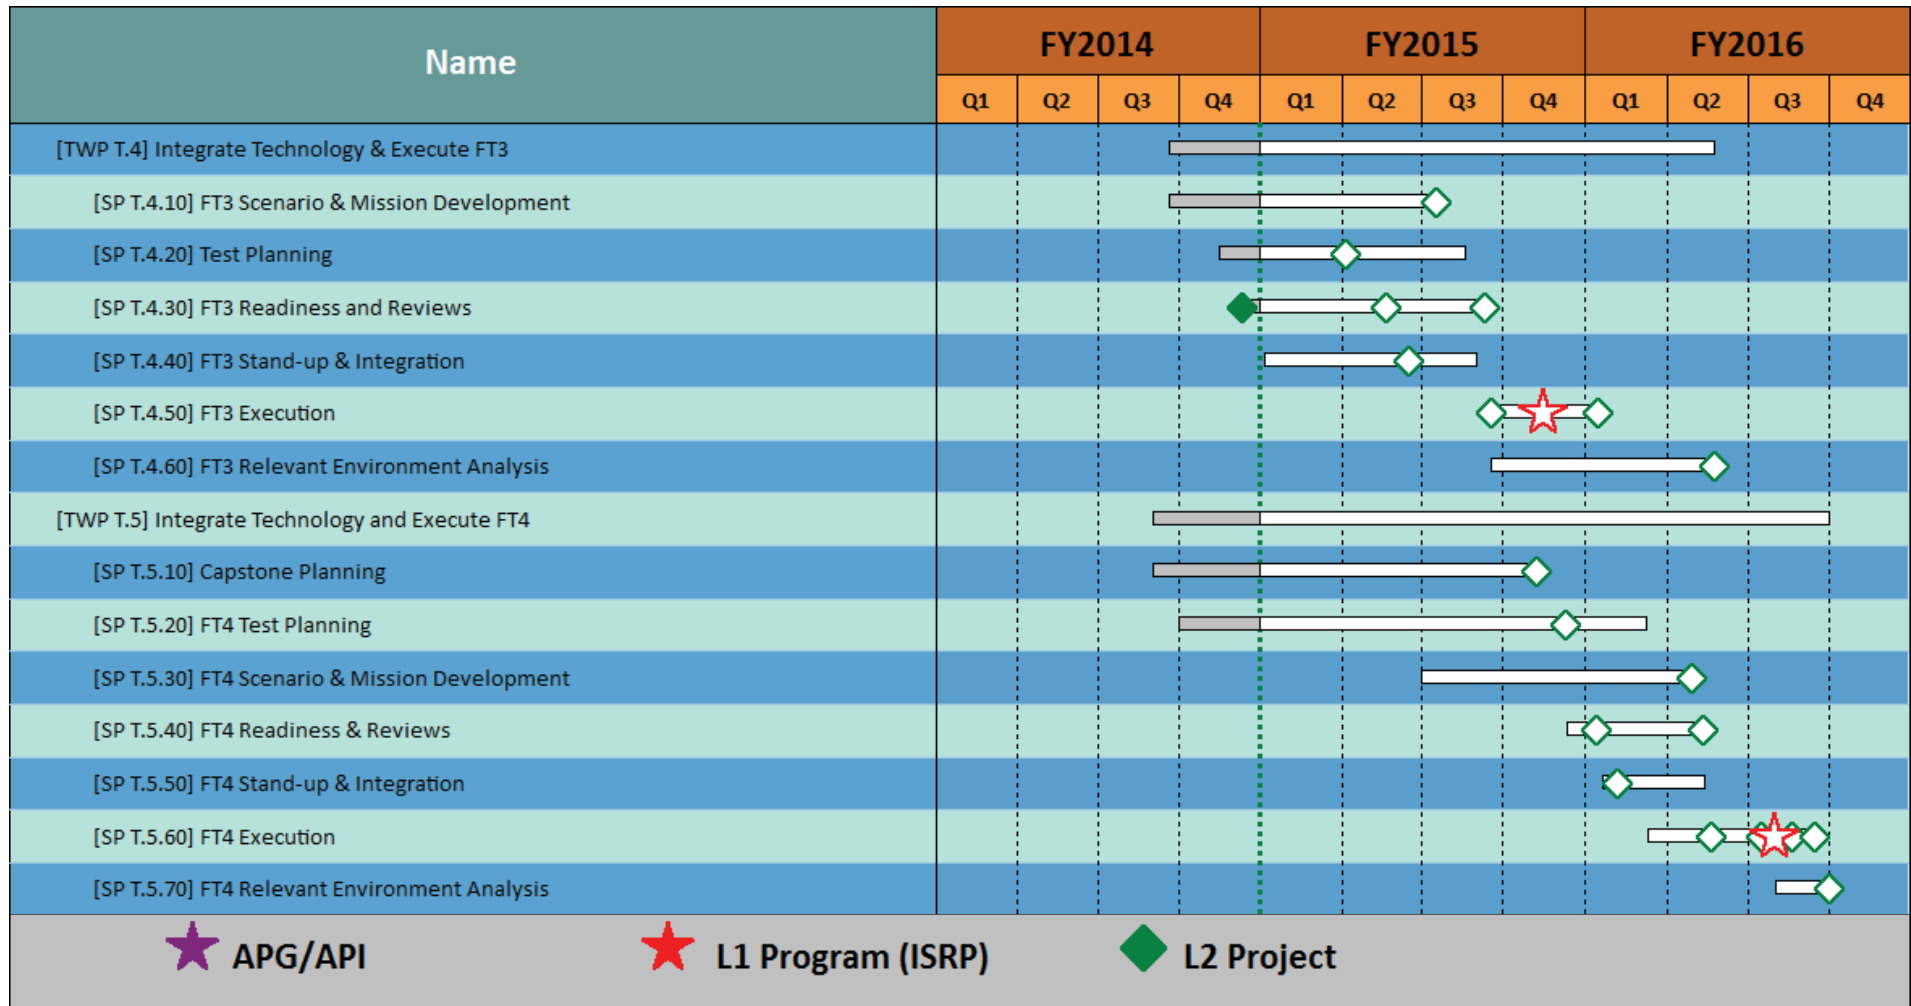 Name
FY2014 FY2015 FY2016
Q1 Q2 Q3 Q4 Q1 Q2 Q3 Q4 Q1 Q2 Q3 Q4
[TWP T.4] Integrate Technology & Execute FT3
[SP T.4.10] FT3 Scenario & Mission Development
[SP T.4.20] Test Planning
[SP T.4.30] FT3 Readiness and Reviews
[SP T.4.40] FT3 Stand-up & Integration
[SP T.4.50] FT3 Execution
[SP T.4.60] FT3 Relevant Environment Analysis
[TWP T.5] Integrate Technology and Execute FT4
[SP T.5.10] Capstone Planning
[SP T.5.20] FT4 Test Planning
[SP T.5.30] FT4 Scenario & Mission Development
[SP T.5.40] FT4 Readiness & Reviews
[SP T.5.50] FT4 Stand-up & Integration
[SP T.5.60] FT4 Execution
[SP T.5.70] FT4 Relevant Environment Analysis
APG/API L1 Program (ISRP) L2 Project